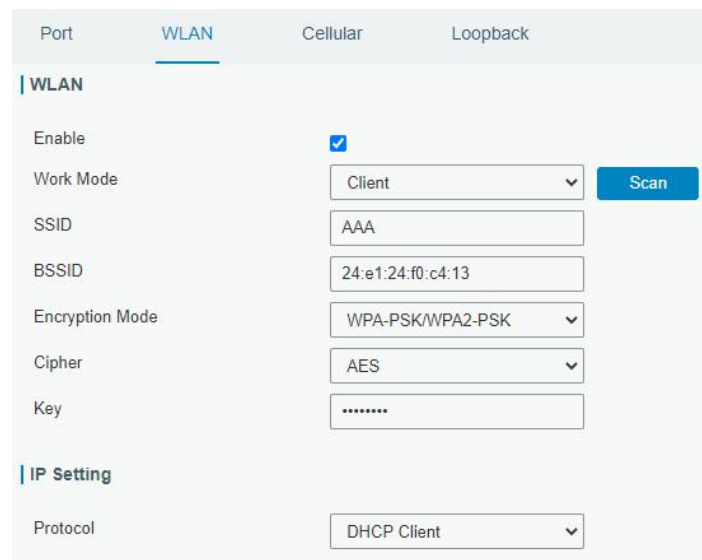 Port WLAN Cellular Loopback
WLAN
Enable
Work Mode Client Scan
SSID AAA
BSSID 24:e1:24:f0:c4:13
Encryption Mode WPA-PSK/WPA2-PSK
Cipher AES
Key ••••••••
IP Setting
Protocol DHCP Client